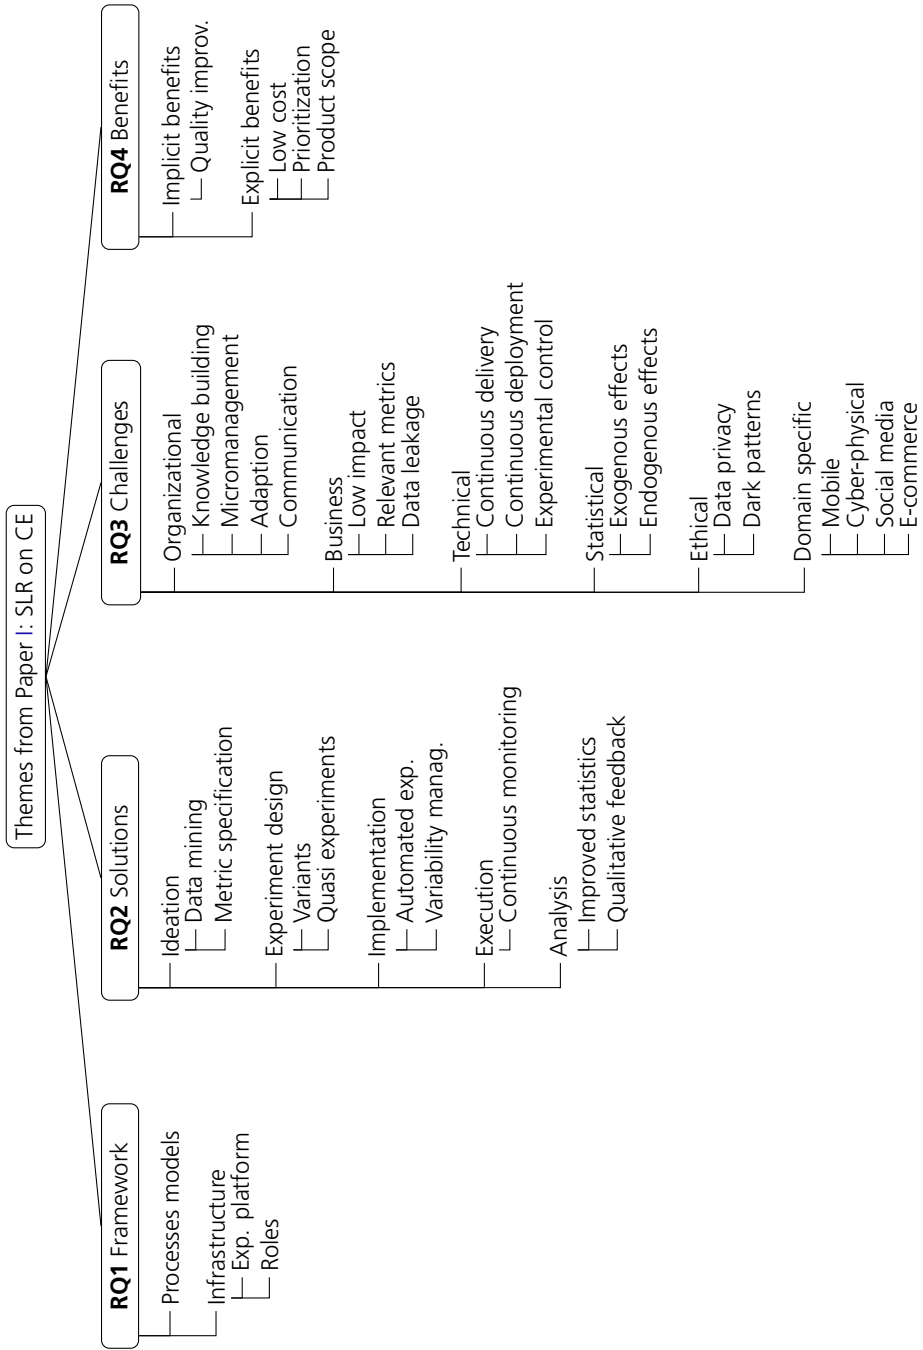 Themes from Paper I: SLR on CE
RQ1 Framework
Processes models
Infrastructure
Exp. platform
Roles
RQ2 Solutions
Ideation
Data mining
Metric specification
Experiment design
Variants
Quasi experiments
Implementation
Automated exp.
Variability manag.
Execution
Continuous monitoring
Analysis
Improved statistics
Qualitative feedback
RQ3 Challenges
Organizational
Knowledge building
Micromanagement
Adaption
Communication
Business
Low impact
Relevant metrics
Data leakage
Technical
Continuous delivery
Continuous deployment
Experimental control
Statistical
Exogenous effects
Endogenous effects
Ethical
Data privacy
Dark patterns
Domain specific
Mobile
Cyber-physical
Social media
E-commerce
RQ4 Benefits
Implicit benefits
Quality improv.
Explicit benefits
Low cost
Prioritization
Product scope